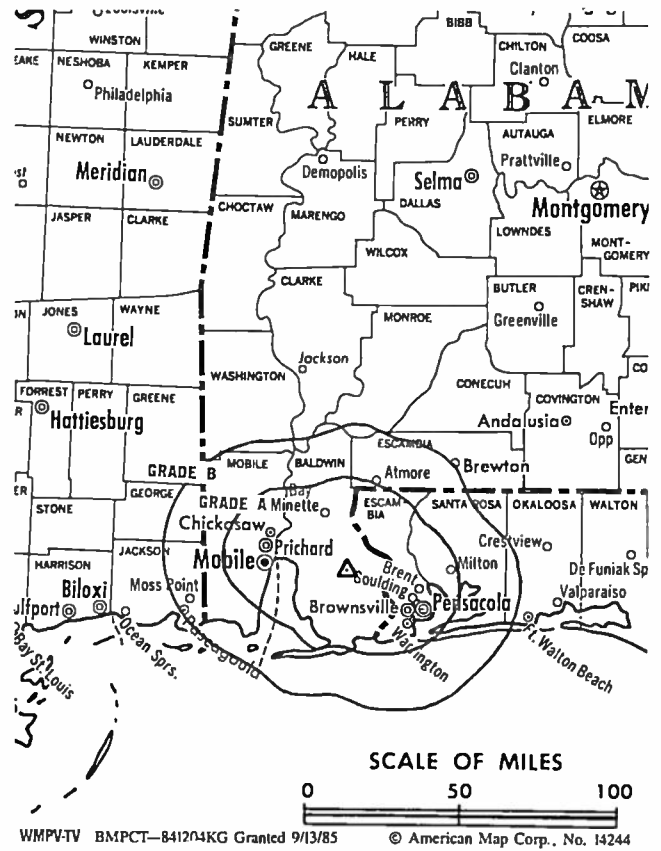 WINSTON
BIBB
GREENE
HALE
CHILTON
COOSA
NESHOBA
KEMPER
Clanton
Philadelphia
A L A B A M
SUMTER
PERRY
ELMORE
NEWTON
LAUDERDALE
AUTAUGA
Prattville
Meridian
Demopolis
Selma
DALLAS
Montgomery
JASPER
CLARKE
CHOCTAW
MARENGO
LOWNDES
MONT-
GOMERY
WILCOX
CLARKE
BUTLER
CREN-
SHAW
JONES
WAYNE
MONROE
Greenville
Laurel
Jackson
WASHINGTON
CONECUH
COVINGTON
FORREST
PERRY
GREENE
Hattiesburg
Andalusia
Opp
ESCAMBIA
GRADE B
MOBILE
BALDWIN
Atmore
Brewton
GEN
GEORGE
STONE
GRADE A
Bay
Minette
ESCAM-
BIA
SANTA ROSA
OKALOOSA
WALTON
Chickasaw
Crestview
JACKSON
Prichard
HARRISON
Mobile
Milton
De Funiak Sp
Biloxi
Moss Point
Brent
Goulding
Valparaiso
ulfport
Brownsville
Pensacola
Warrington
Pascagoula
Ocean Sprs.
Bay St. Louis
Ft. Walton Beach
SCALE OF MILES
0 50 100
WMPV-TV BMPCT—841204KG Granted 9/13/85 © American Map Corp., No. 14244